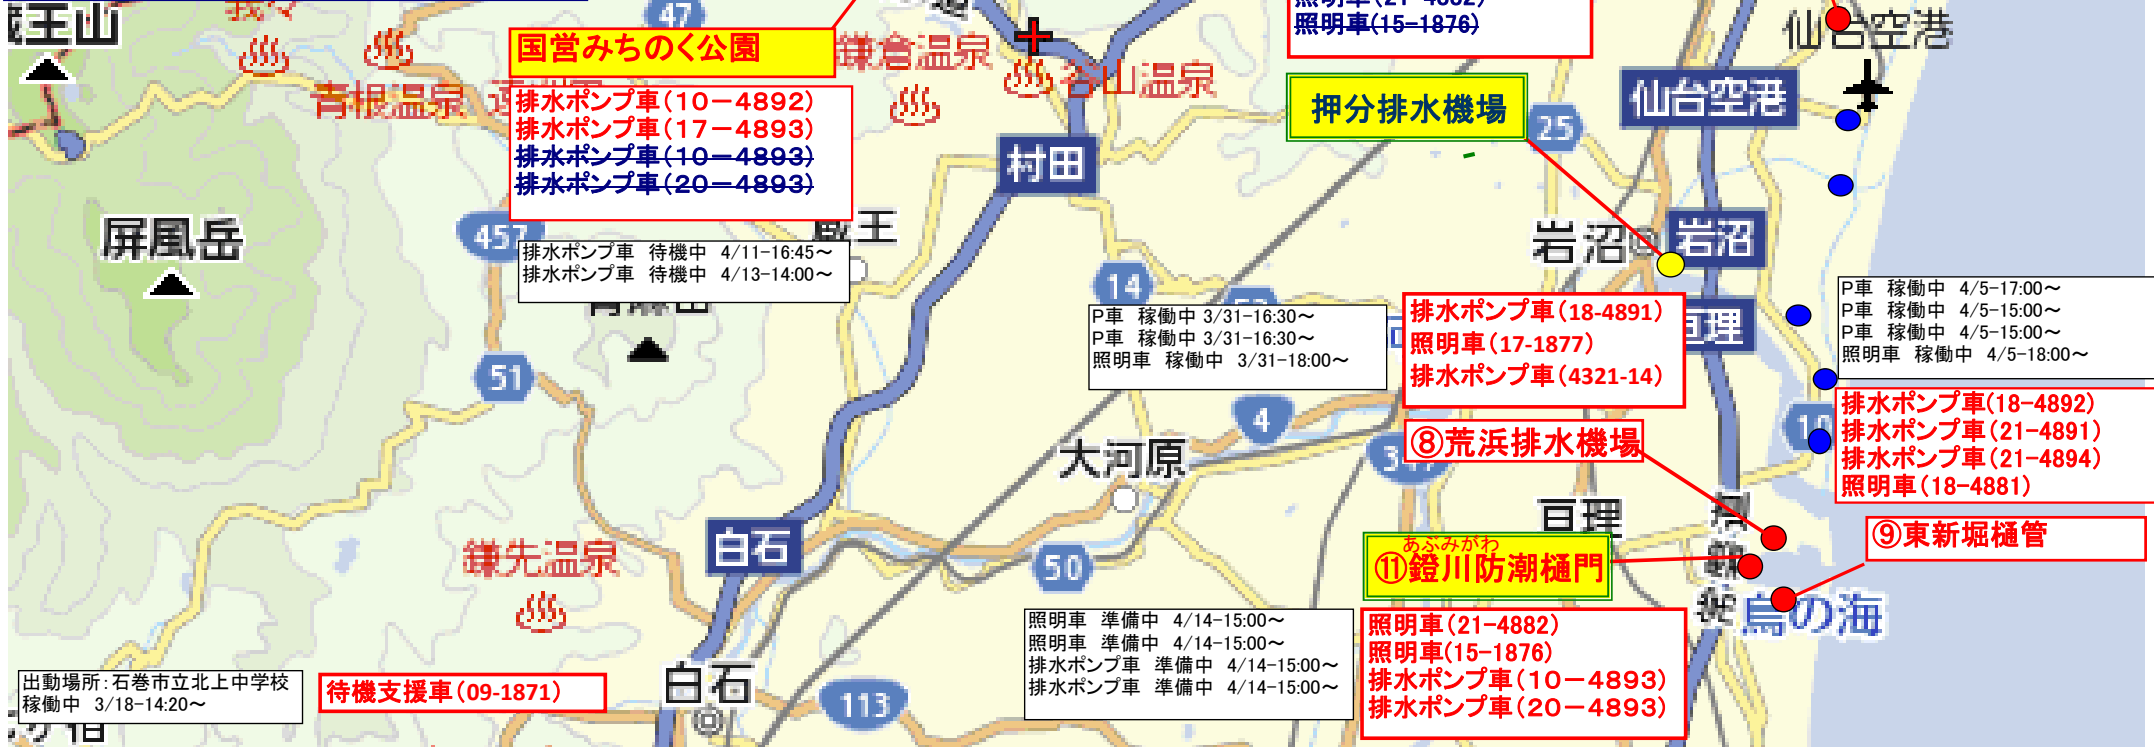 我々
蔵王山
47
国営みちのく公園
鎌倉温泉
谷山温泉
青根温泉
排水ポンプ車(10-4892)
排水ポンプ車(17-4893)
排水ポンプ車(10-4893)
排水ポンプ車(20-4893)
照明車(21-4882)
照明車(15-1876)
押分排水機場
25
仙台空港
仙台空港
村田
屏風岳
457
蔵王
排水ポンプ車 待機中 4/11-16:45~
排水ポンプ車 待機中 4/13-14:00~
青麻山
岩沼
岩沼
14
P車 稼働中 3/31-16:30~
P車 稼働中 3/31-16:30~
照明車 稼働中 3/31-18:00~
排水ポンプ車(18-4891)
照明車(17-1877)
排水ポンプ車(4321-14)
亘理
P車 稼働中 4/5-17:00~
P車 稼働中 4/5-15:00~
P車 稼働中 4/5-15:00~
照明車 稼働中 4/5-18:00~
51
4
大河原
⑧荒浜排水機場
10
排水ポンプ車(18-4892)
排水ポンプ車(21-4891)
排水ポンプ車(21-4894)
照明車(18-4881)
亘理
⑨東新堀樋管
白石
鎌先温泉
50
あぶみがわ
⑪鐙川防潮樋門
鳥の海
照明車 準備中 4/14-15:00~
照明車 準備中 4/14-15:00~
排水ポンプ車 準備中 4/14-15:00~
排水ポンプ車 準備中 4/14-15:00~
照明車(21-4882)
照明車(15-1876)
排水ポンプ車(10-4893)
排水ポンプ車(20-4893)
出動場所:石巻市立北上中学校
稼働中 3/18-14:20~
待機支援車(09-1871)
白石
113